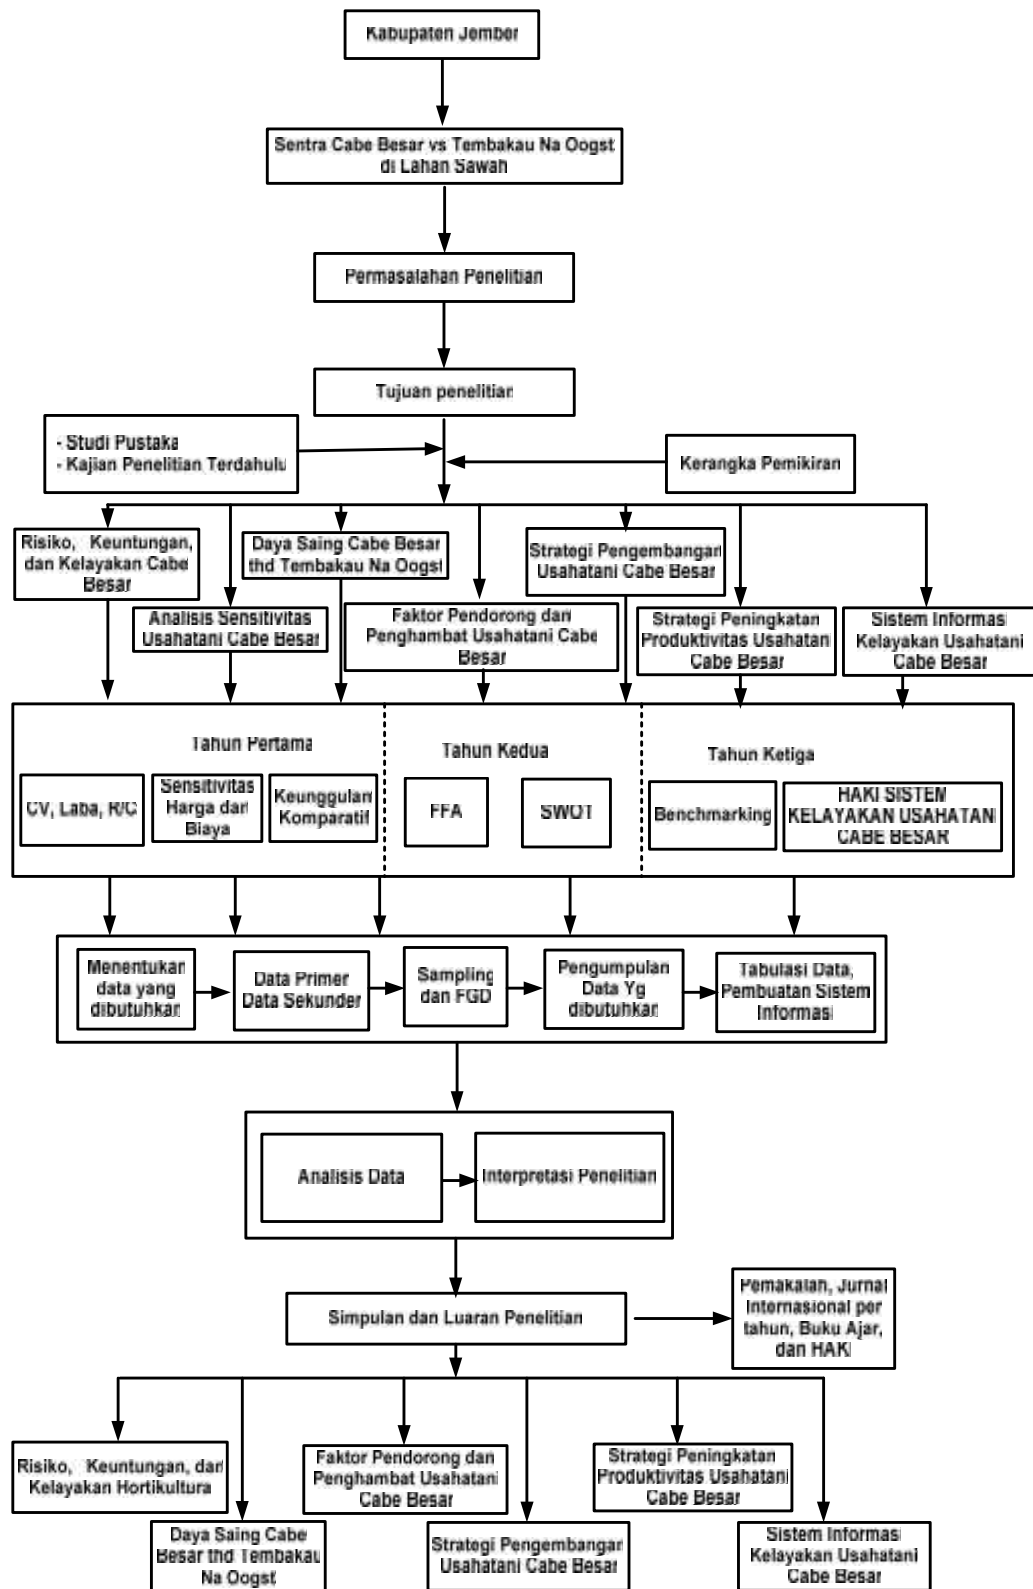 Kabupaten Jember
Sentra Cabe Besar vs Tembakau Na Oogst
di Lahan Sawah
Permasalahan Penelitian
Tujuan penelitian
- Studi Pustaka
- Kajian Penelitian Terdahulu
Kerangka Pemikiran
Risiko, Keuntungan,
dan Kelayakan Cabe
Besar
Analisis Sensitivitas
Usahatani Cabe Besar
Daya Saing Cabe Besar
thd Tembakau Na Oogst
Faktor Pendorong dan
Penghambat Usahatani Cabe
Besar
Strategi Pengembangan
Usahatani Cabe Besar
Strategi Peningkatan
Produktivitas Usahatani
Cabe Besar
Sistem Informasi
Kelayakan Usahatani
Cabe Besar
Tahun Pertama
CV, Laba, R/C
Sensitivitas
Harga dan
Biaya
Keunggulan
Komparatif
Tahun Kedua
FFA
SWOT
Tahun Ketiga
Benchmarking
HAKI SISTEM
KELAYAKAN USAHATANI
CABE BESAR
Menentukan
data yang
dibutuhkan
Data Primer
Data Sekunder
Sampling
dan FGD
Pengumpulan
Data Yg
dibutuhkan
Tabulasi Data,
Pembuatan Sistem
Informasi
Analisis Data
Interpretasi Penelitian
Simpulan dan Luaran Penelitian
Pemakalah, Jurnal
Internasional per
tahun, Buku Ajar,
dan HAKI
Risiko, Keuntungan, dan
Kelayakan Hortikultura
Daya Saing Cabe
Besar thd Tembakau
Na Oogst
Faktor Pendorong dan
Penghambat Usahatani
Cabe Besar
Strategi Pengembangan
Usahatani Cabe Besar
Strategi Peningkatan
Produktivitas Usahatani
Cabe Besar
Sistem Informasi
Kelayakan Usahatani
Cabe Besar